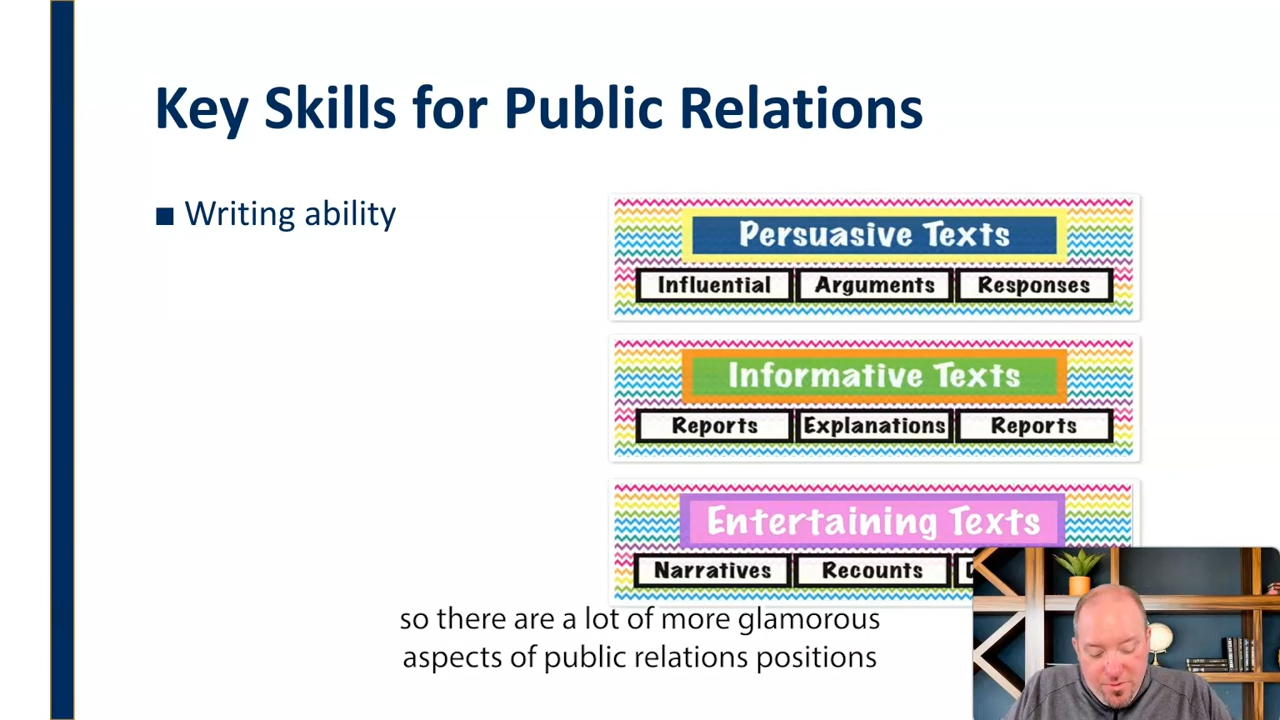 Key Skills for Public Relations
■ Writing ability
Persuasive Texts
Influential
Arguments
Responses
Informative Texts
Reports
Explanations
Reports
Entertaining Texts
Narratives
Recounts
so there are a lot of more glamorous
aspects of public relations positions